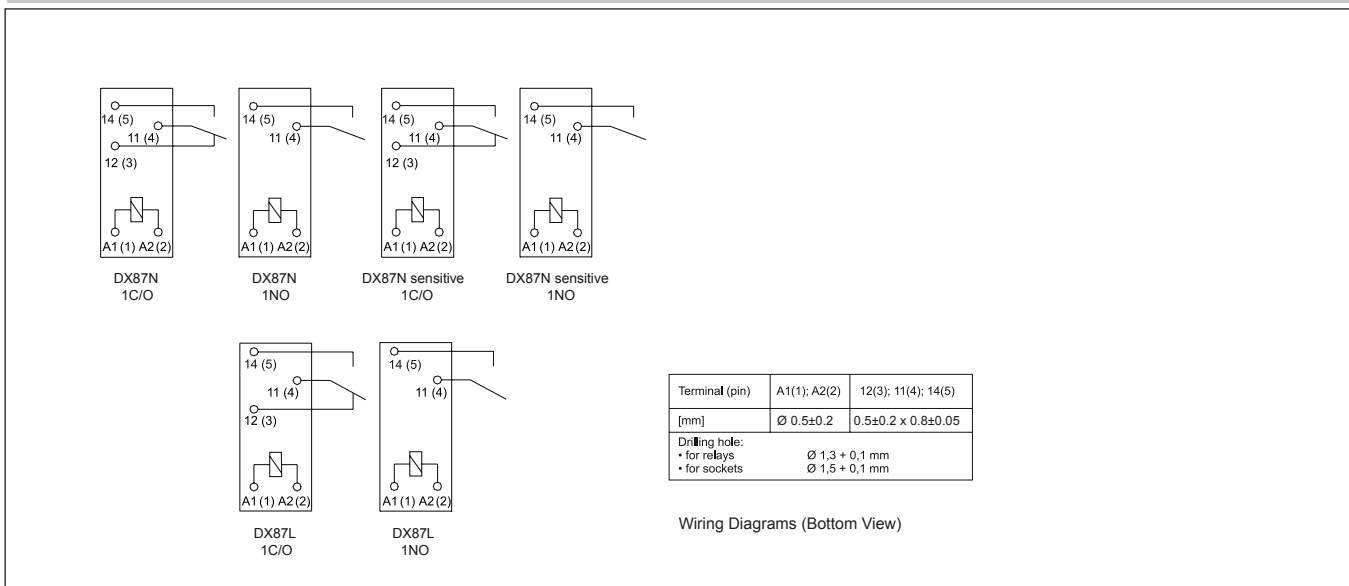 14 (5)
11 (4)
12 (3)
A1 (1) A2 (2)
DX87N
1C/O
14 (5)
11 (4)
A1 (1) A2 (2)
DX87N
1NO
14 (5)
11 (4)
12 (3)
A1 (1) A2 (2)
DX87N sensitive
1C/O
14 (5)
11 (4)
A1 (1) A2 (2)
DX87N sensitive
1NO
14 (5)
11 (4)
12 (3)
A1 (1) A2 (2)
DX87L
1C/O
14 (5)
11 (4)
A1 (1) A2 (2)
DX87L
1NO
Terminal (pin) A1(1); A2(2) 12(3); 11(4); 14(5)
[mm] Ø 0.5±0.2 0.5±0.2 x 0.8±0.05
Drilling hole:
• for relays Ø 1,3 + 0,1 mm
• for sockets Ø 1,5 + 0,1 mm
Wiring Diagrams (Bottom View)